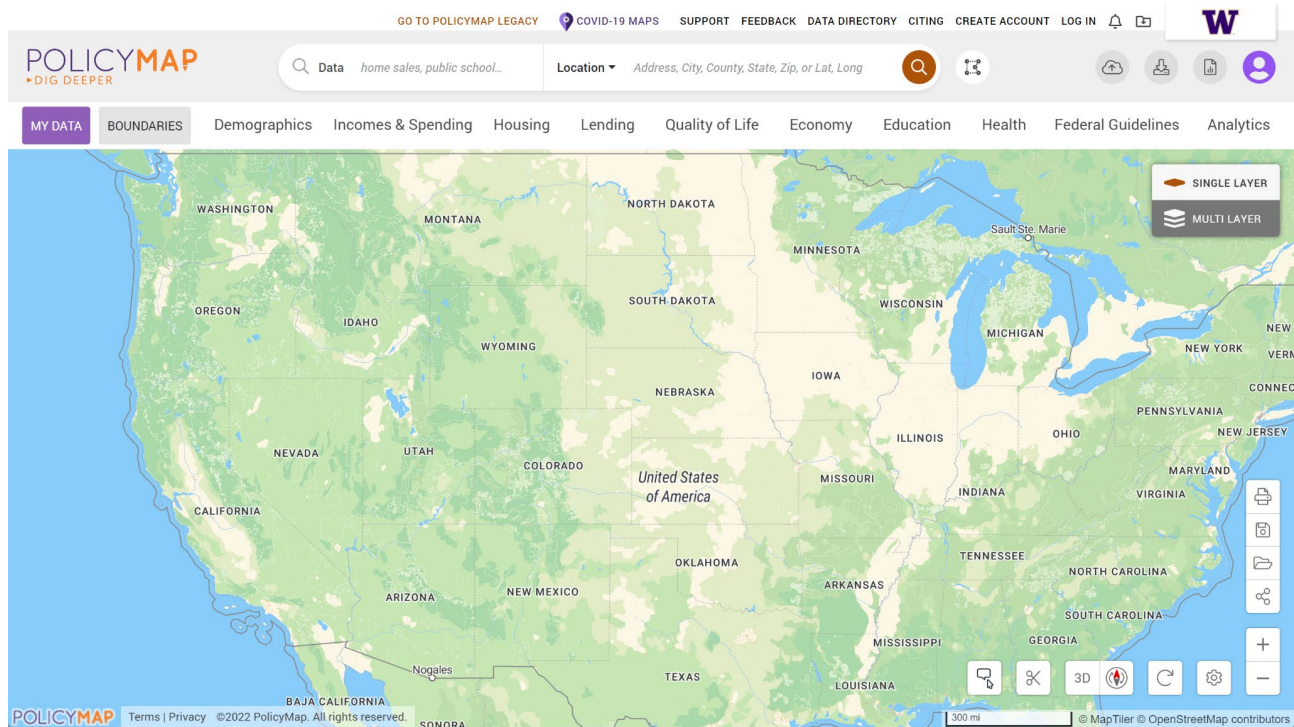 GO TO POLICYMAP LEGACY COVID-19 MAPS SUPPORT FEEDBACK DATA DIRECTORY CITING CREATE ACCOUNT LOG IN W
POLICYMAP
▸DIG DEEPER
Data home sales, public school... Location Address, City, County, State, Zip, or Lat, Long
MY DATA BOUNDARIES Demographics Incomes & Spending Housing Lending Quality of Life Economy Education Health Federal Guidelines Analytics
SINGLE LAYER
MULTI LAYER
WASHINGTON
MONTANA
NORTH DAKOTA
MINNESOTA
Sault Ste. Marie
OREGON
IDAHO
SOUTH DAKOTA
WISCONSIN
MICHIGAN
WYOMING
NEW YORK
NEW
VERM
IOWA
NEBRASKA
CONNEC
PENNSYLVANIA
NEVADA
UTAH
COLORADO
ILLINOIS
OHIO
NEW JERSEY
United States
of America
MISSOURI
INDIANA
MARYLAND
VIRGINIA
CALIFORNIA
OKLAHOMA
TENNESSEE
NORTH CAROLINA
ARIZONA
NEW MEXICO
ARKANSAS
SOUTH CAROLINA
MISSISSIPPI
GEORGIA
Nogales
TEXAS
LOUISIANA
3D
BAJA CALIFORNIA
SONORA
POLICYMAP Terms | Privacy ©2022 PolicyMap. All rights reserved.
300 mi
© MapTiler © OpenStreetMap contributors